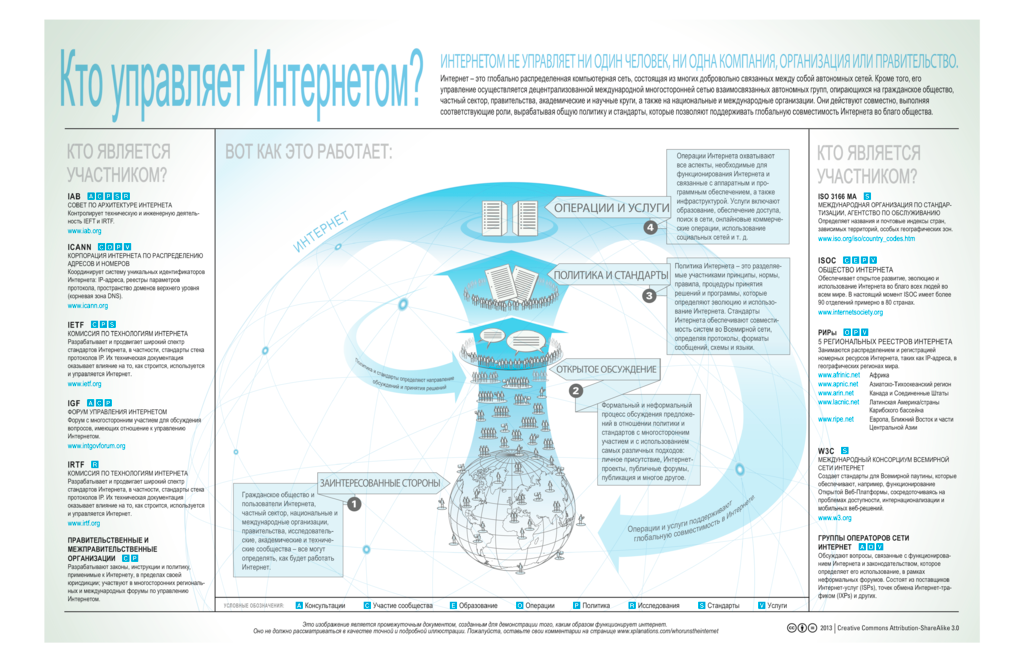 Кто управляет Интернетом?
ИНТЕРНЕТОМ НЕ УПРАВЛЯЕТ НИ ОДИН ЧЕЛОВЕК, НИ ОДНА КОМПАНИЯ, ОРГАНИЗАЦИЯ ИЛИ ПРАВИТЕЛЬСТВО.
Интернет – это глобально распределенная компьютерная сеть, состоящая из многих добровольно связанных между собой автономных сетей. Кроме того, его
управление осуществляется децентрализованной международной многосторонней сетью взаимосвязанных автономных групп, опирающихся на гражданское общество,
частный сектор, правительства, академические и научные круги, а также на национальные и международные организации. Они действуют совместно, выполняя
соответствующие роли, вырабатывая общую политику и стандарты, которые позволяют поддерживать глобальную совместимость Интернета во благо общества.
КТО ЯВЛЯЕТСЯ
УЧАСТНИКОМ?
IAB A C P S R
СОВЕТ ПО АРХИТЕКТУРЕ ИНТЕРНЕТА
Контролирует техническую и инженерную деятель-
ность IEFT и IRTF.
www.iab.org
ICANN C O P V
КОРПОРАЦИЯ ИНТЕРНЕТА ПО РАСПРЕДЕЛЕНИЮ
АДРЕСОВ И НОМЕРОВ
Координирует систему уникальных идентификаторов
Интернета: IP-адреса, реестры параметров
протокола, пространство доменов верхнего уровня
(корневая зона DNS).
www.icann.org
IETF C P S
КОМИССИЯ ПО ТЕХНОЛОГИЯМ ИНТЕРНЕТА
Разрабатывает и продвигает широкий спектр
стандартов Интернета, в частности, стандарты стека
протоколов IP. Их техническая документация
оказывает влияние на то, как строится, используется
и управляется Интернет.
www.ietf.org
IGF A C P
ФОРУМ УПРАВЛЕНИЯ ИНТЕРНЕТОМ
Форум с многосторонним участием для обсуждения
вопросов, имеющих отношение к управлению
Интернетом.
www.intgovforum.org
IRTF R
КОМИССИЯ ПО ТЕХНОЛОГИЯМ ИНТЕРНЕТА
Разрабатывает и продвигает широкий спектр
стандартов Интернета, в частности, стандарты стека
протоколов IP. Их техническая документация
оказывает влияние на то, как строится, используется
и управляется Интернет.
www.irtf.org
ПРАВИТЕЛЬСТВЕННЫЕ И
МЕЖПРАВИТЕЛЬСТВЕННЫЕ
ОРГАНИЗАЦИИ C P
Разрабатывают законы, инструкции и политику,
применимые к Интернету, в пределах своей
юрисдикции; участвуют в многосторонних региональ-
ных и международных форумы по управлению
Интернетом.
ВОТ КАК ЭТО РАБОТАЕТ:
ИНТЕРНЕТ
ОПЕРАЦИИ И УСЛУГИ
4
Операции Интернета охватывают
все аспекты, необходимые для
функционирования Интернета и
связанные с аппаратным и про-
граммным обеспечением, а также
инфраструктурой. Услуги включают
образование, обеспечение доступа,
поиск в сети, онлайновые коммерче-
ские операции, использование
социальных сетей и т. д.
ПОЛИТИКА И СТАНДАРТЫ
3
Политика Интернета – это разделяе-
мые участниками принципы, нормы,
правила, процедуры принятия
решений и программы, которые
определяют эволюцию и использо-
вание Интернета. Стандарты
Интернета обеспечивают совмести-
мость систем во Всемирной сети,
определяя протоколы, форматы
сообщений, схемы и языки.
Политика и стандарты определяют направление
обсуждений и принятия решений
ОТКРЫТОЕ ОБСУЖДЕНИЕ
2
Формальный и неформальный
процесс обсуждения предложе-
ний в отношении политики и
стандартов с многосторонним
участием и с использованием
самых различных подходов:
личное присутствие, Интернет-
проекты, публичные форумы,
публикация и многое другое.
ЗАИНТЕРЕСОВАННЫЕ СТОРОНЫ
1
Гражданское общество и
пользователи Интернета,
частный сектор, национальные и
международные организации,
правительства, исследователь-
ские, академические и техниче-
ские сообщества – все могут
определять, как будет работать
Интернет.
Операции и услуги поддерживают
глобальную совместимость в Интернете
УСЛОВНЫЕ ОБОЗНАЧЕНИЯ: A Консультации C Участие сообщества E Образование O Операции P Политика R Исследования S Стандарты V Услуги
КТО ЯВЛЯЕТСЯ
УЧАСТНИКОМ?
ISO 3166 MA S
МЕЖДУНАРОДНАЯ ОРГАНИЗАЦИЯ ПО СТАНДАР-
ТИЗАЦИИ, АГЕНТСТВО ПО ОБСЛУЖИВАНИЮ
Определяет названия и почтовые индексы стран,
зависимых территорий, особых географических зон.
www.iso.org/iso/country_codes.htm
ISOC C E P V
ОБЩЕСТВО ИНТЕРНЕТА
Обеспечивает открытое развитие, эволюцию и
использование Интернета во благо всех людей во
всем мире. В настоящий момент ISOC имеет более
90 отделений примерно в 80 странах.
www.internetsociety.org
РИРы O P V
5 РЕГИОНАЛЬНЫХ РЕЕСТРОВ ИНТЕРНЕТА
Занимаются распределением и регистрацией
номерных ресурсов Интернета, таких как IP-адреса, в
географических регионах мира.
www.afrinic.net Африка
www.apnic.net Азиатско-Тихоокеанский регион
www.arin.net Канада и Соединенные Штаты
www.lacnic.net Латинская Америка/страны
Карибского бассейна
www.ripe.net Европа, Ближний Восток и части
Центральной Азии
W3C S
МЕЖДУНАРОДНЫЙ КОНСОРЦИУМ ВСЕМИРНОЙ
СЕТИ ИНТЕРНЕТ
Создает стандарты для Всемирной паутины, которые
обеспечивают, например, функционирование
Открытой Веб-Платформы, сосредоточиваясь на
проблемах доступности, интернационализации и
мобильных веб-решений.
www.w3.org
ГРУППЫ ОПЕРАТОРОВ СЕТИ
ИНТЕРНЕТ A O V
Обсуждают вопросы, связанные с функционирова-
нием Интернета и законодательством, которое
определяет его использование, в рамках
неформальных форумов. Состоят из поставщиков
Интернет-услуг (ISPs), точек обмена Интернет-тра-
фиком (IXPs) и других.
Это изображение является промежуточным документом, созданным для демонстрации того, каким образом функционирует интернет.
Оно не должно рассматриваться в качестве точной и подробной иллюстрации. Пожалуйста, оставьте свои комментарии на странице www.xplanations.com/whorunstheinternet
cc 2013 | Creative Commons Attribution-ShareAlike 3.0